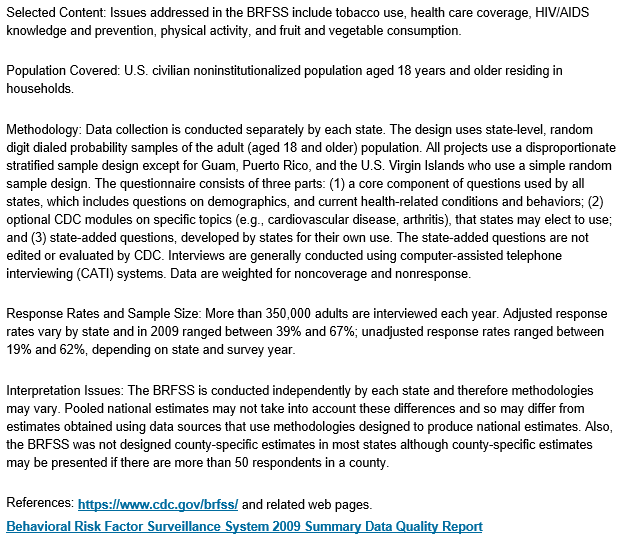 Selected Content: Issues addressed in the BRFSS include tobacco use, health care coverage, HIV/AIDS
knowledge and prevention, physical activity, and fruit and vegetable consumption.
Population Covered: U.S. civilian noninstitutionalized population aged 18 years and older residing in
households.
Methodology: Data collection is conducted separately by each state. The design uses state-level, random
digit dialed probability samples of the adult (aged 18 and older) population. All projects use a disproportionate
stratified sample design except for Guam, Puerto Rico, and the U.S. Virgin Islands who use a simple random
sample design. The questionnaire consists of three parts: (1) a core component of questions used by all
states, which includes questions on demographics, and current health-related conditions and behaviors; (2)
optional CDC modules on specific topics (e.g., cardiovascular disease, arthritis), that states may elect to use;
and (3) state-added questions, developed by states for their own use. The state-added questions are not
edited or evaluated by CDC. Interviews are generally conducted using computer-assisted telephone
interviewing (CATI) systems. Data are weighted for noncoverage and nonresponse.
Response Rates and Sample Size: More than 350,000 adults are interviewed each year. Adjusted response
rates vary by state and in 2009 ranged between 39% and 67%; unadjusted response rates ranged between
19% and 62%, depending on state and survey year.
Interpretation Issues: The BRFSS is conducted independently by each state and therefore methodologies
may vary. Pooled national estimates may not take into account these differences and so may differ from
estimates obtained using data sources that use methodologies designed to produce national estimates. Also,
the BRFSS was not designed county-specific estimates in most states although county-specific estimates
may be presented if there are more than 50 respondents in a county.
References: https://www.cdc.gov/brfss/ and related web pages.
Behavioral Risk Factor Surveillance System 2009 Summary Data Quality Report